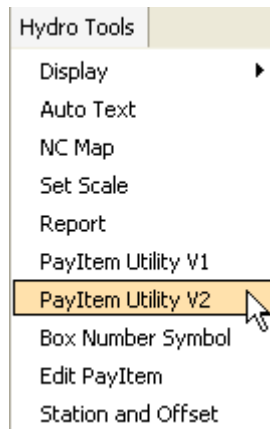 Hydro Tools
Display
Auto Text
NC Map
Set Scale
Report
PayItem Utility V1
PayItem Utility V2
Box Number Symbol
Edit PayItem
Station and Offset